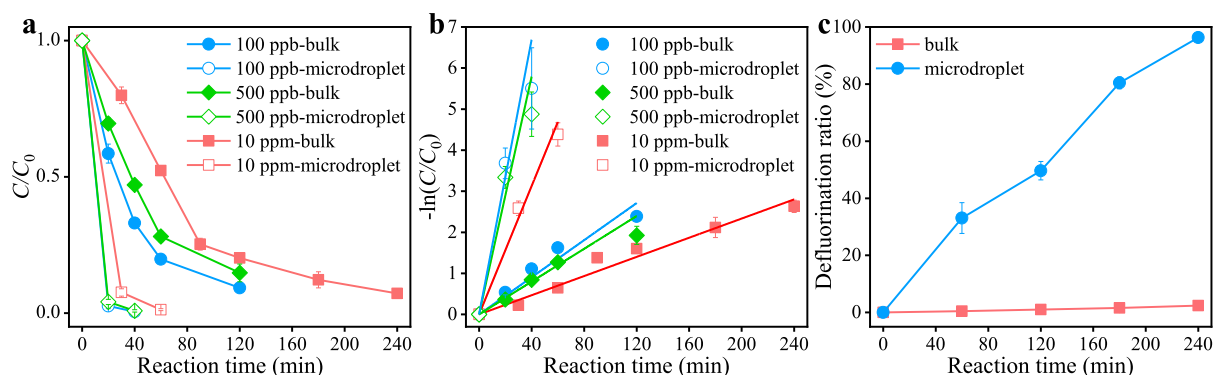 a
1.0
0.5
0.0
C/C0
0 40 80 120 160 200 240
Reaction time (min)
100 ppb-bulk
100 ppb-microdroplet
500 ppb-bulk
500 ppb-microdroplet
10 ppm-bulk
10 ppm-microdroplet
b
7
6
5
4
3
2
1
0
-ln(C/C0)
0 40 80 120 160 200 240
Reaction time (min)
100 ppb-bulk
100 ppb-microdroplet
500 ppb-bulk
500 ppb-microdroplet
10 ppm-bulk
10 ppm-microdroplet
c
100
80
60
40
20
0
Defluorination ratio (%)
0 40 80 120 160 200 240
Reaction time (min)
bulk
microdroplet